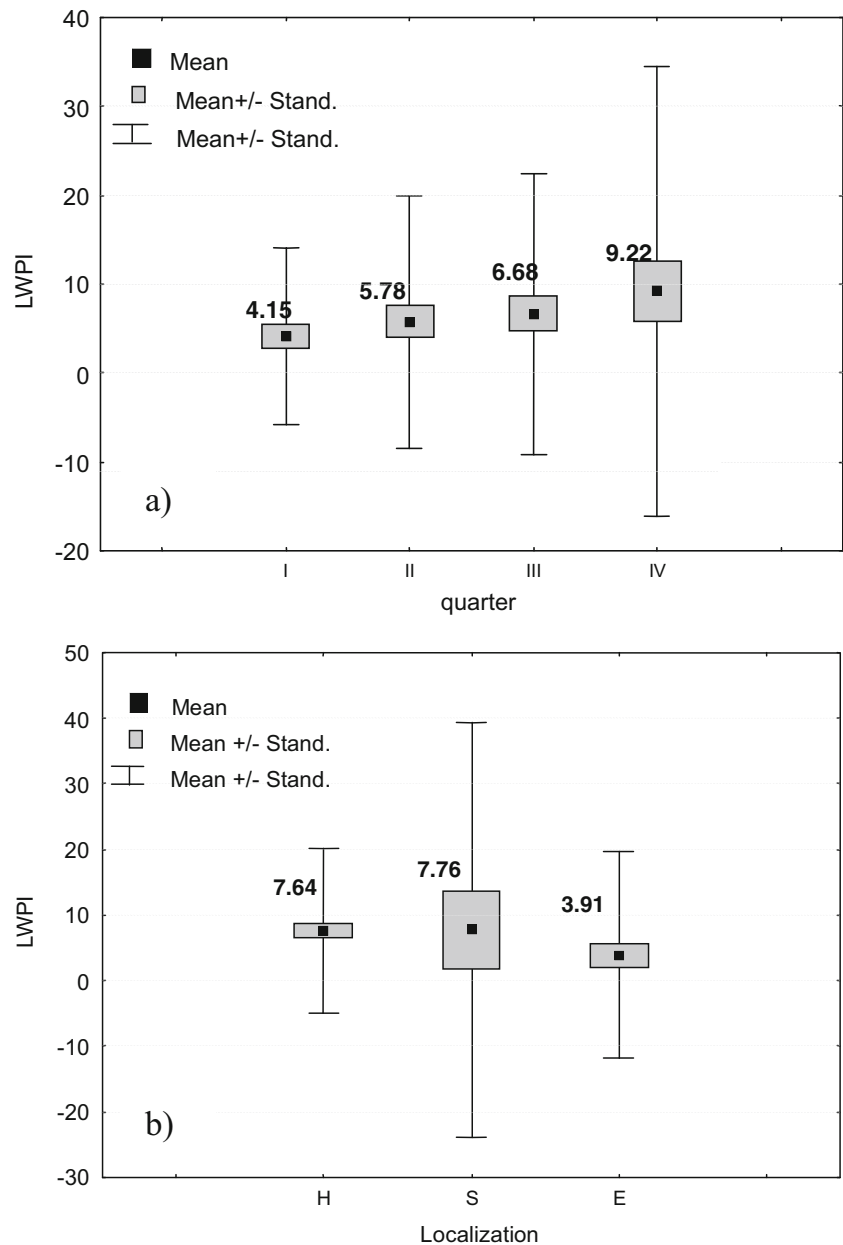 40
30
20
10
0
-10
-20
LWPI
Mean
Mean+/- Stand.
Mean+/- Stand.
4.15
5.78
6.68
9.22
a)
I
II
III
IV
quarter
50
40
30
20
10
0
-10
-20
-30
LWPI
Mean
Mean +/- Stand.
Mean +/- Stand.
7.64
7.76
3.91
b)
H
S
E
Localization